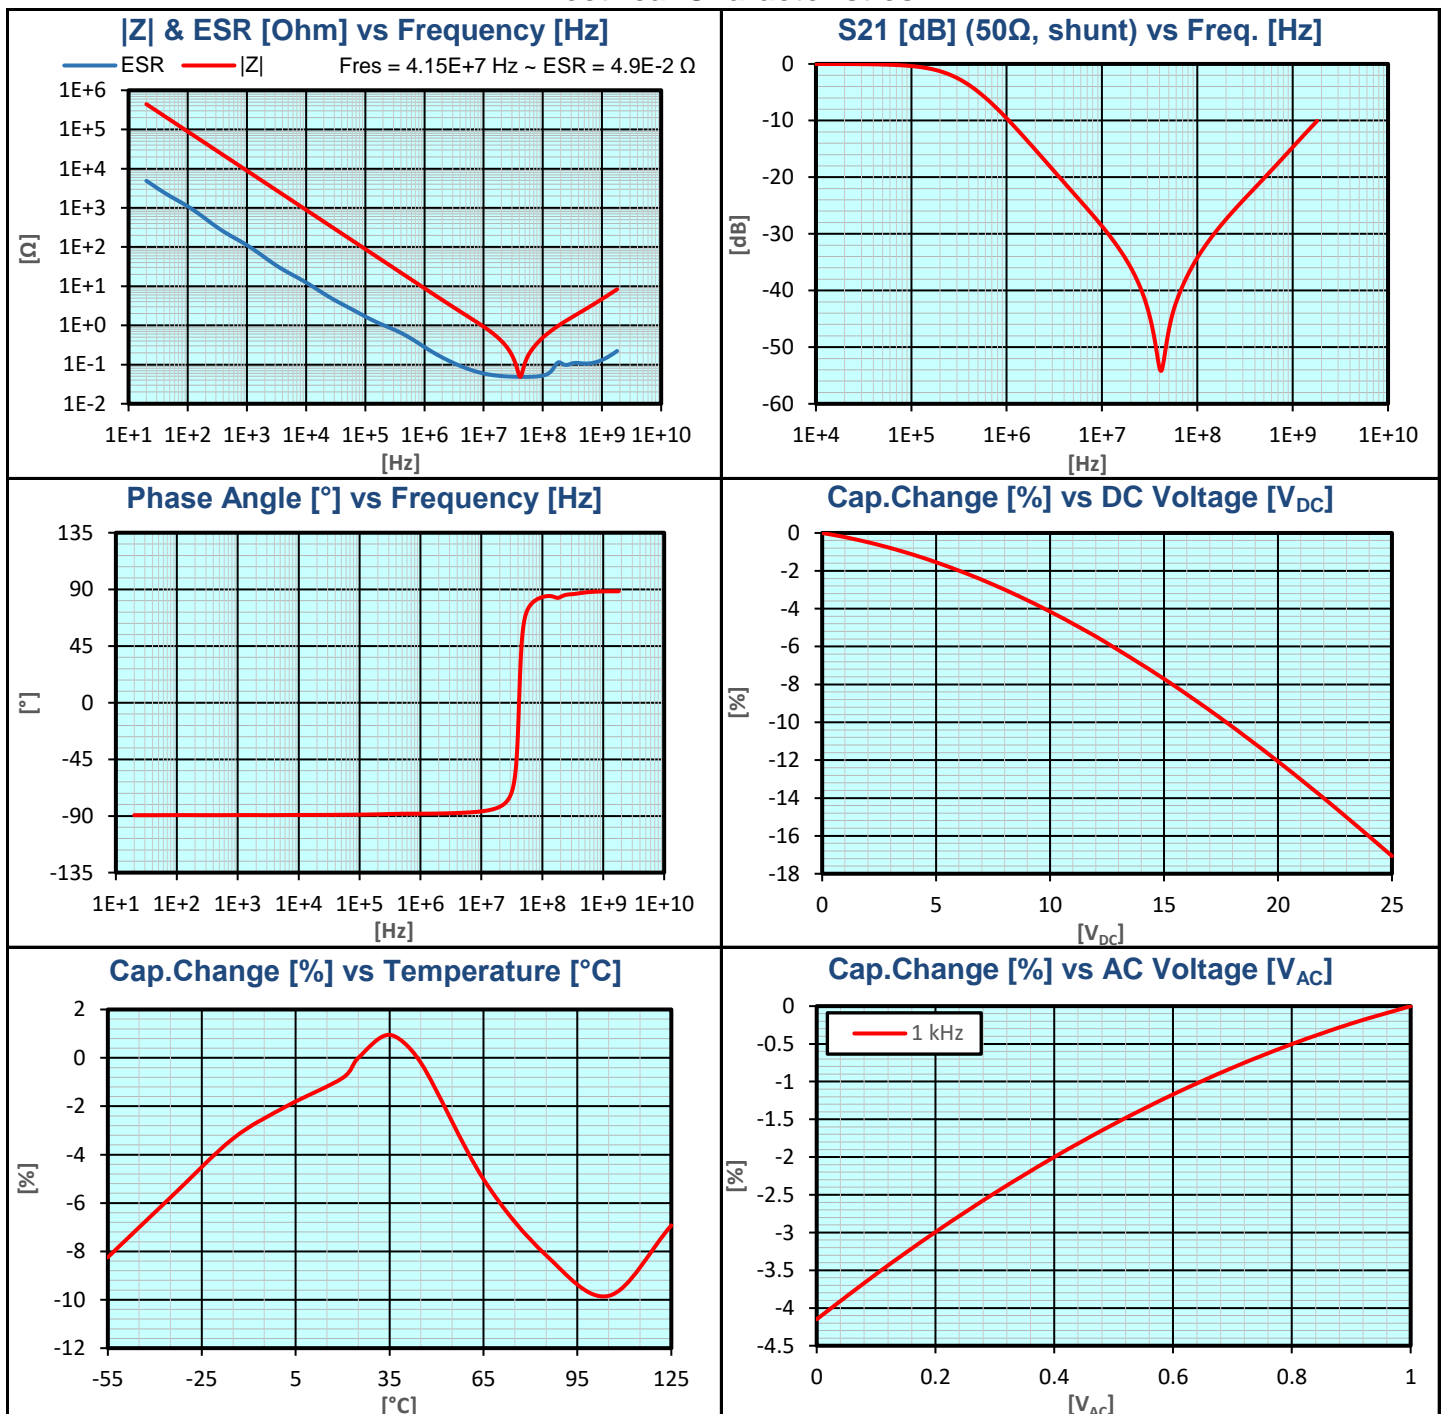 |Z| & ESR [Ohm] vs Frequency [Hz]
ESR |Z| Fres = 4.15E+7 Hz ~ ESR = 4.9E-2 Ω
1E+6
1E+5
1E+4
1E+3
1E+2
1E+1
1E+0
1E-1
1E-2
[Ω]
1E+1 1E+2 1E+3 1E+4 1E+5 1E+6 1E+7 1E+8 1E+9 1E+10
[Hz]
S21 [dB] (50Ω, shunt) vs Freq. [Hz]
0
-10
-20
-30
-40
-50
-60
[dB]
1E+4 1E+5 1E+6 1E+7 1E+8 1E+9 1E+10
[Hz]
Phase Angle [°] vs Frequency [Hz]
135
90
45
0
-45
-90
-135
[°]
1E+1 1E+2 1E+3 1E+4 1E+5 1E+6 1E+7 1E+8 1E+9 1E+10
[Hz]
Cap.Change [%] vs DC Voltage [VDC]
0
-2
-4
-6
-8
-10
-12
-14
-16
-18
[%]
0 5 10 15 20 25
[VDC]
Cap.Change [%] vs Temperature [°C]
2
0
-2
-4
-6
-8
-10
-12
[%]
-55 -25 5 35 65 95 125
[°C]
Cap.Change [%] vs AC Voltage [VAC]
1 kHz
0
-0.5
-1
-1.5
-2
-2.5
-3
-3.5
-4
-4.5
[%]
0 0.2 0.4 0.6 0.8 1
[VAC]